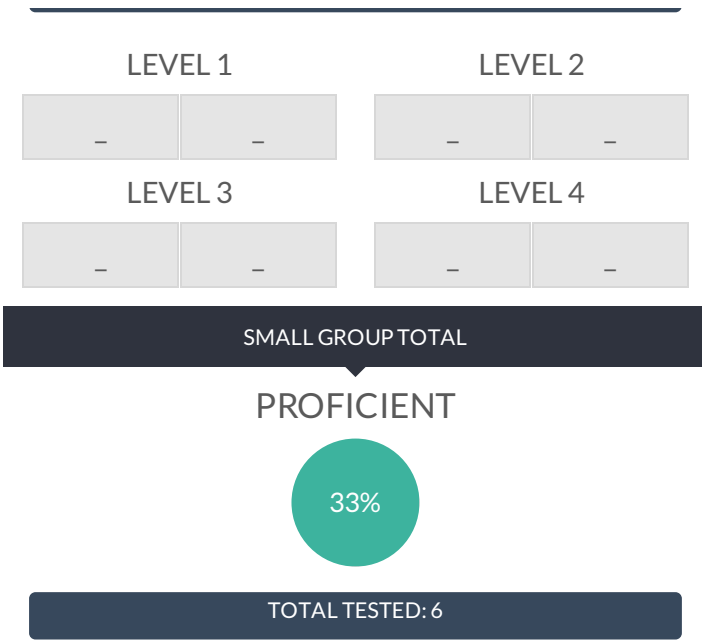 LEVEL 1 LEVEL 2
– – – –
LEVEL 3 LEVEL 4
– – – –
SMALL GROUP TOTAL
PROFICIENT
33%
TOTAL TESTED: 6